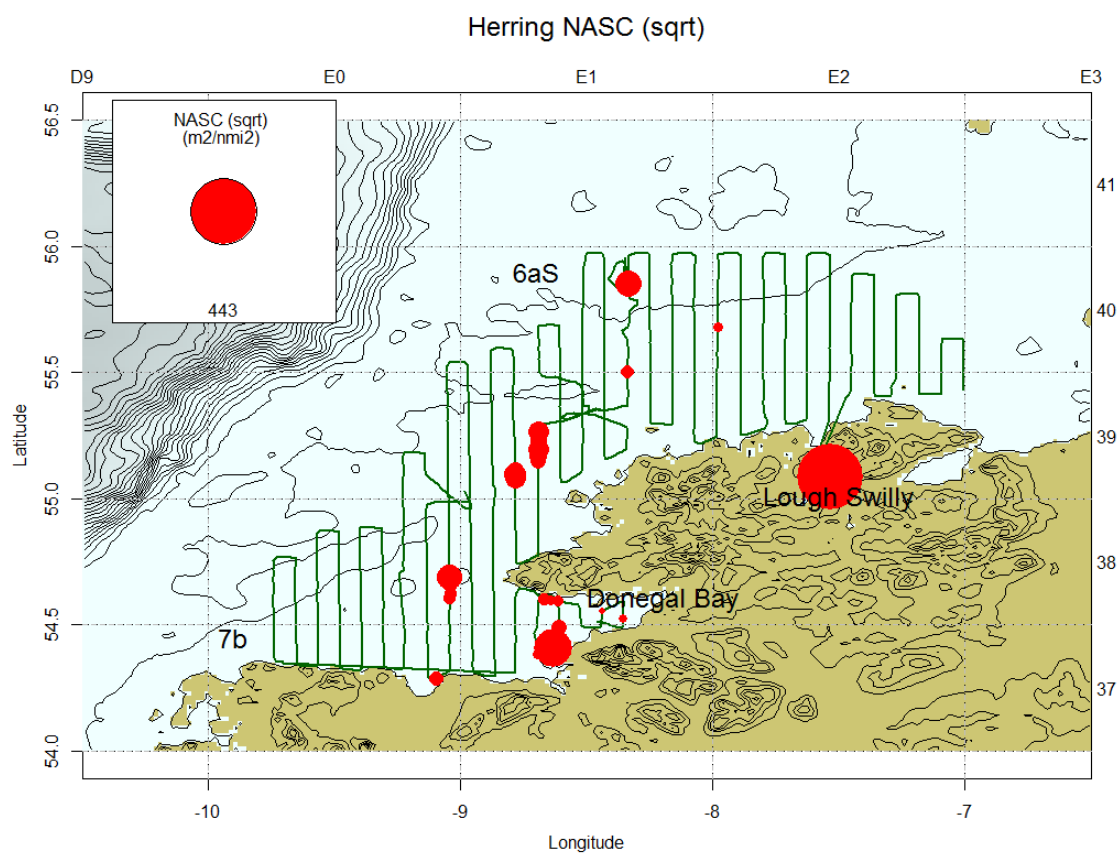 Herring NASC (sqrt)
D9 E0 E1 E2 E3
NASC (sqrt)
(m2/nmi2)
443
56.5
56.0
55.5
55.0
54.5
54.0
Latitude
41
40
39
38
37
6aS
Lough Swilly
Donegal Bay
7b
-10 -9 -8 -7
Longitude